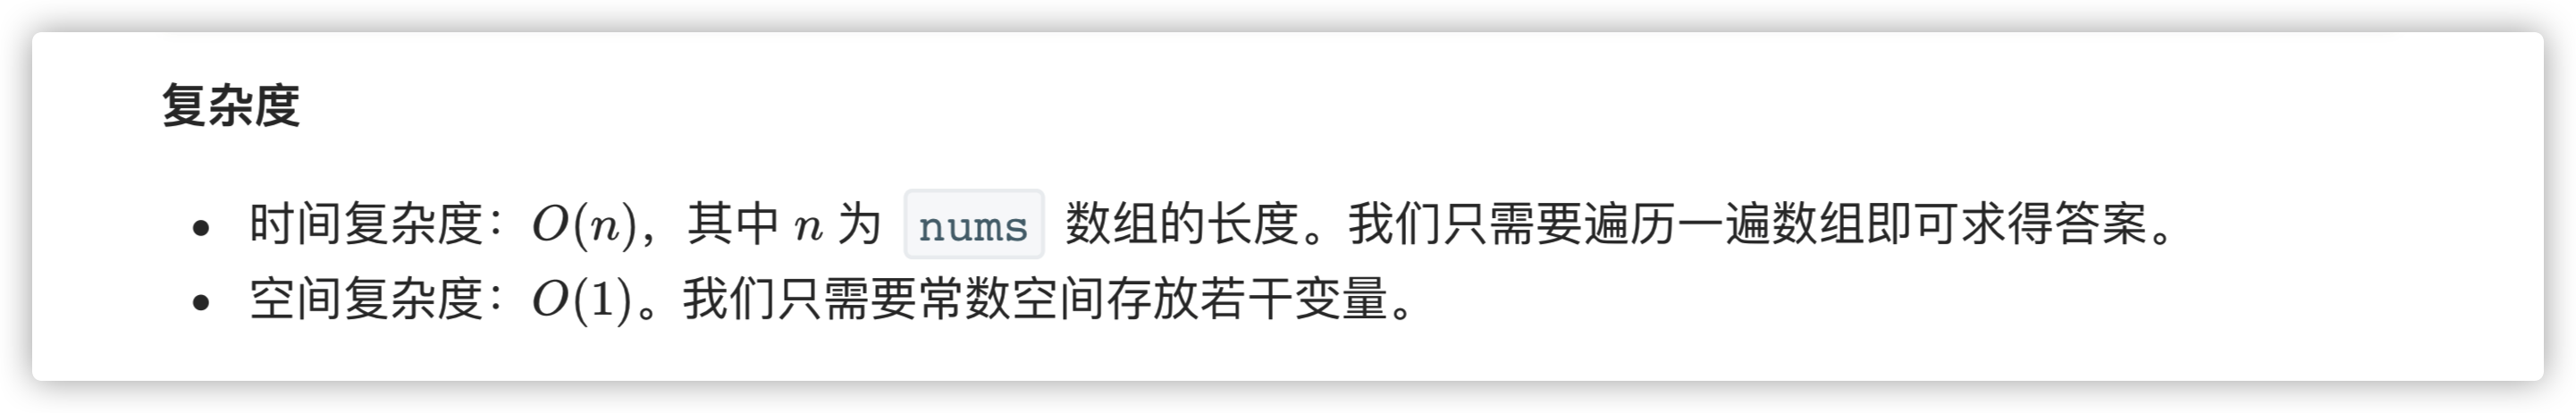 复杂度
• 时间复杂度：O(n)，其中 n 为 nums 数组的长度。我们只需要遍历一遍数组即可求得答案。
• 空间复杂度：O(1)。我们只需要常数空间存放若干变量。